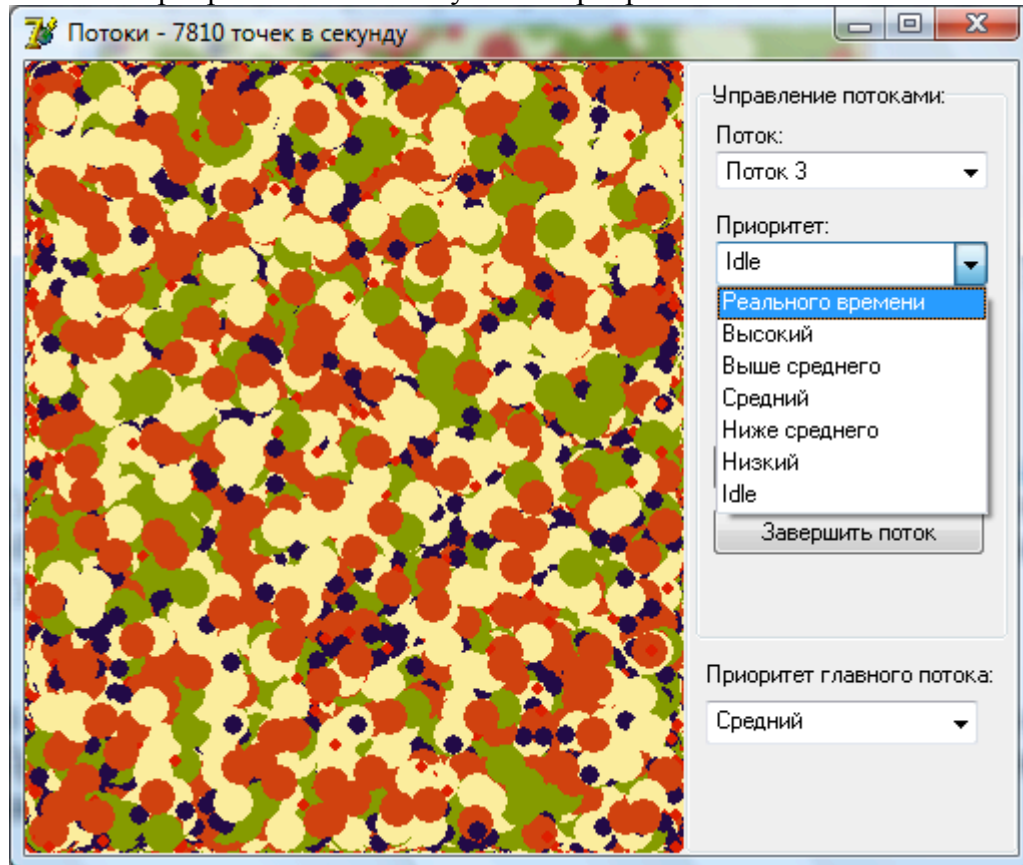 Потоки - 7810 точек в секунду
Управление потоками:
Поток:
Поток 3
Приоритет:
Idle
Реального времени
Высокий
Выше среднего
Средний
Ниже среднего
Низкий
Idle
Завершить поток
Приоритет главного потока:
Средний